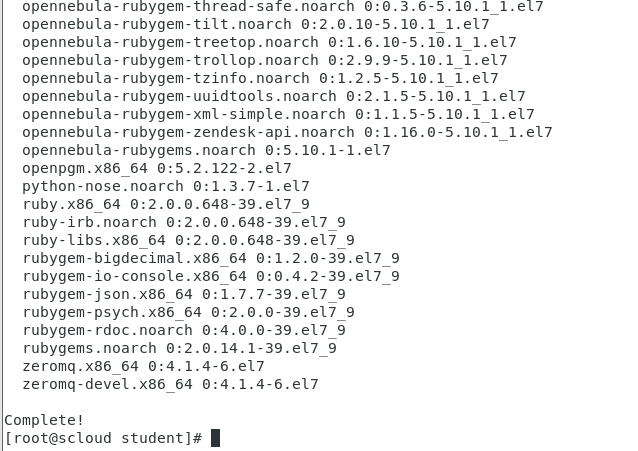 opennebula-rubygem-thread-safe.noarch 0:0.3.6-5.10.1_1.el7
opennebula-rubygem-tilt.noarch 0:2.0.10-5.10.1_1.el7
opennebula-rubygem-treetop.noarch 0:1.6.10-5.10.1_1.el7
opennebula-rubygem-trollop.noarch 0:2.9.9-5.10.1_1.el7
opennebula-rubygem-tzinfo.noarch 0:1.2.5-5.10.1_1.el7
opennebula-rubygem-uuidtools.noarch 0:2.1.5-5.10.1_1.el7
opennebula-rubygem-xml-simple.noarch 0:1.1.5-5.10.1_1.el7
opennebula-rubygem-zendesk-api.noarch 0:1.16.0-5.10.1_1.el7
opennebula-rubygems.noarch 0:5.10.1-1.el7
openpgm.x86_64 0:5.2.122-2.el7
python-nose.noarch 0:1.3.7-1.el7
ruby.x86_64 0:2.0.0.648-39.el7_9
ruby-irb.noarch 0:2.0.0.648-39.el7_9
ruby-libs.x86_64 0:2.0.0.648-39.el7_9
rubygem-bigdecimal.x86_64 0:1.2.0-39.el7_9
rubygem-io-console.x86_64 0:0.4.2-39.el7_9
rubygem-json.x86_64 0:1.7.7-39.el7_9
rubygem-psych.x86_64 0:2.0.0-39.el7_9
rubygem-rdoc.noarch 0:4.0.0-39.el7_9
rubygems.noarch 0:2.0.14.1-39.el7_9
zeromq.x86_64 0:4.1.4-6.el7
zeromq-devel.x86_64 0:4.1.4-6.el7
Complete!
[root@scloud student]#